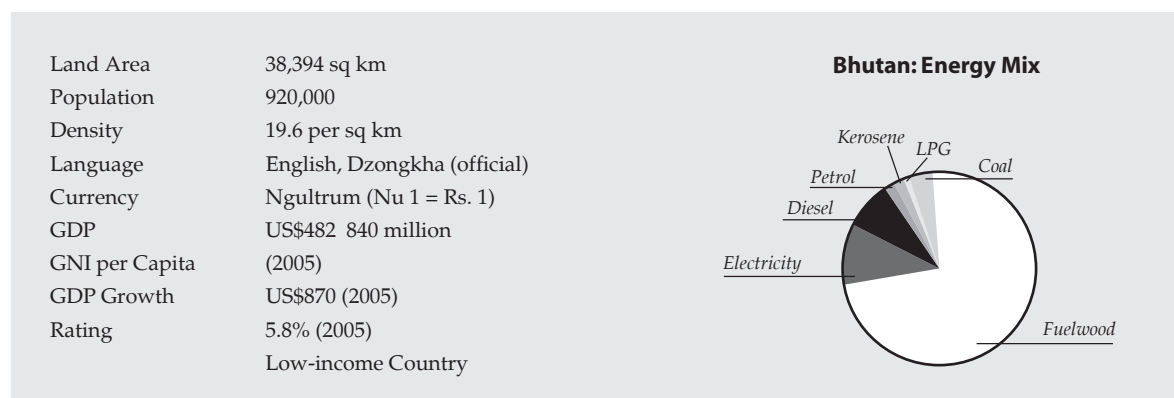 Land Area 38,394 sq km
Population 920,000
Density 19.6 per sq km
Language English, Dzongkha (official)
Currency Ngultrum (Nu 1 = Rs. 1)
GDP US$482 840 million
GNI per Capita (2005)
GDP Growth US$870 (2005)
Rating 5.8% (2005)
Low-income Country
Bhutan: Energy Mix
Kerosene
LPG
Coal
Petrol
Diesel
Electricity
Fuelwood